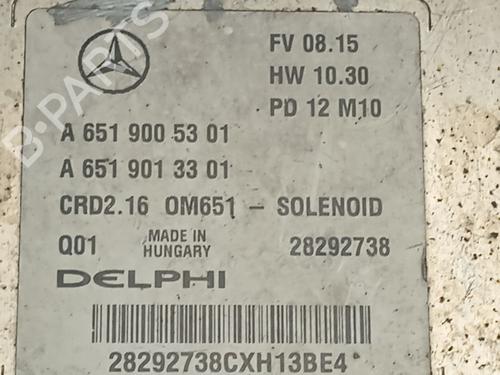 FV 08.15
HW 10.30
PD 12 M10
A 651 900 53 01
A 651 901 33 01
CRD2.16 OM651 - SOLENOID
Q01 MADE IN HUNGARY 28292738
DELPHI
28292738CXH13BE4*
B-PARTS